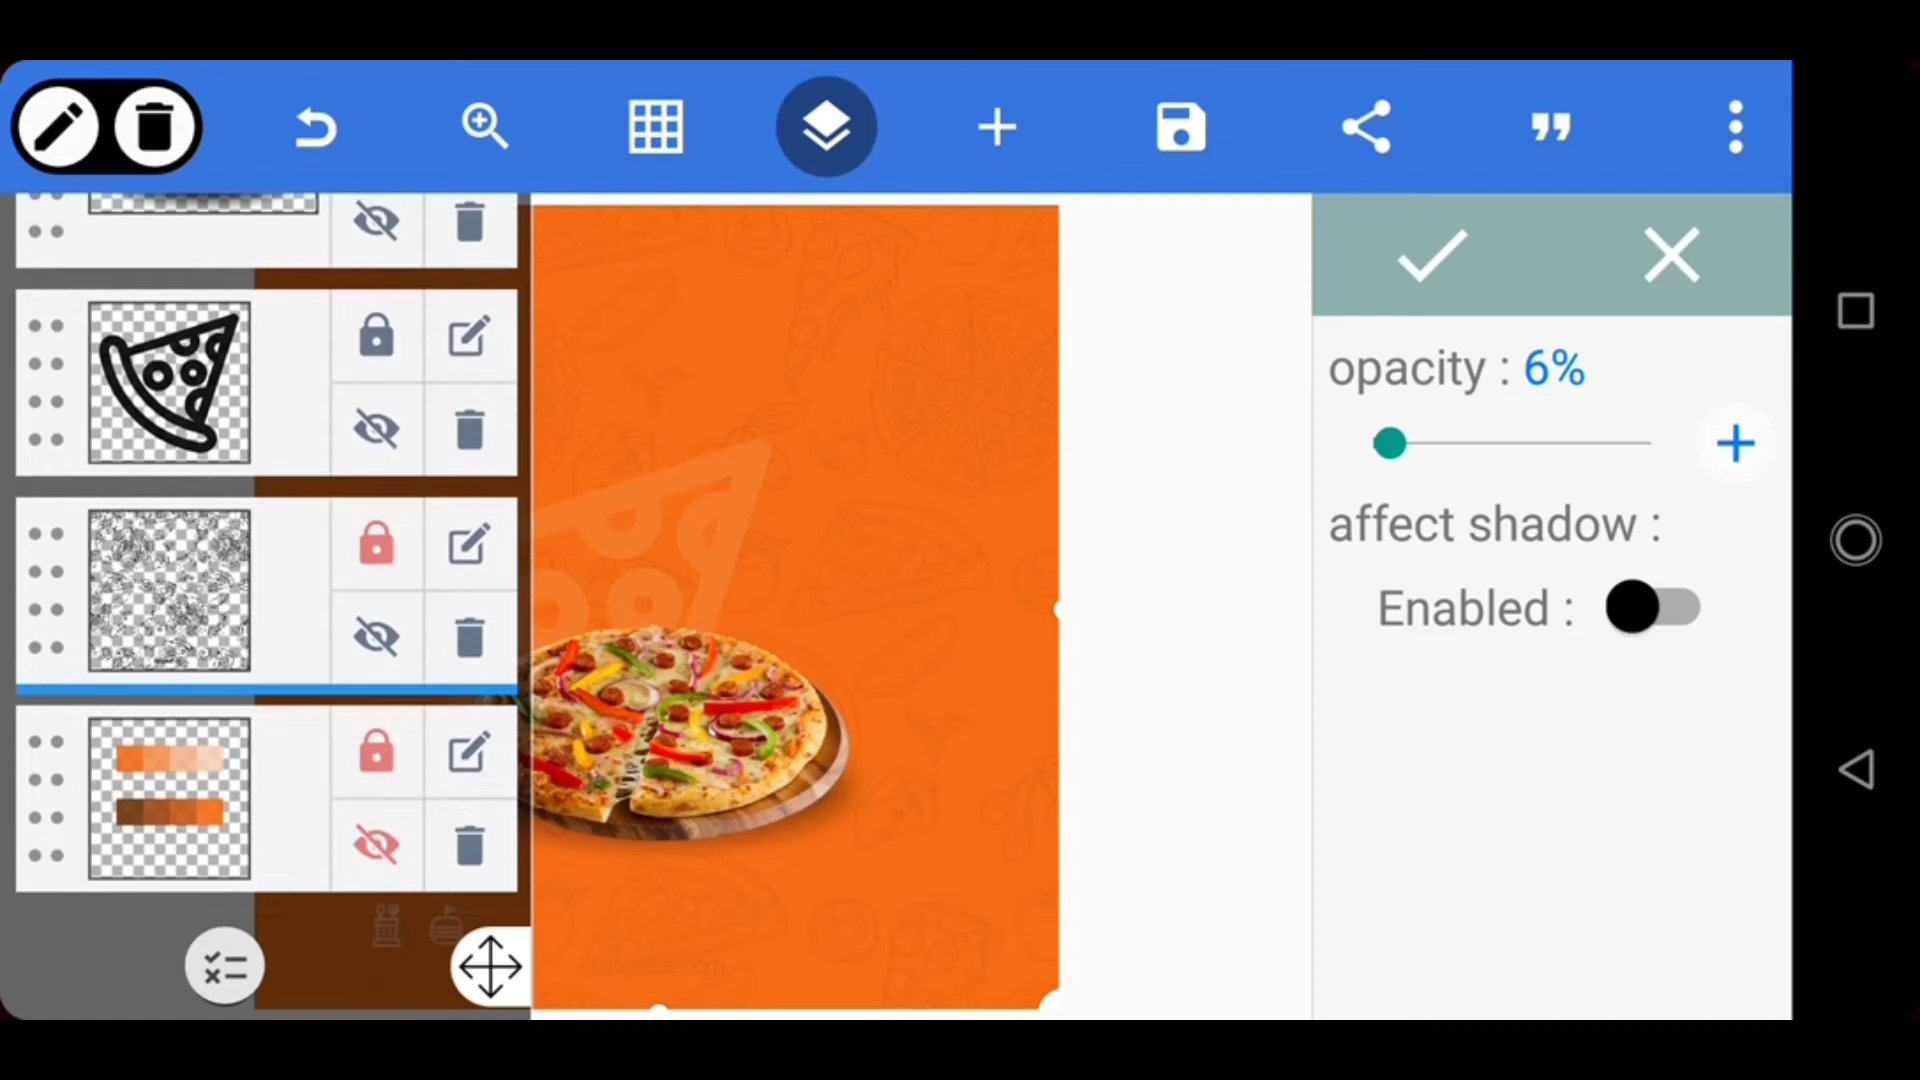 opacity : 6%
affect shadow :
Enabled :